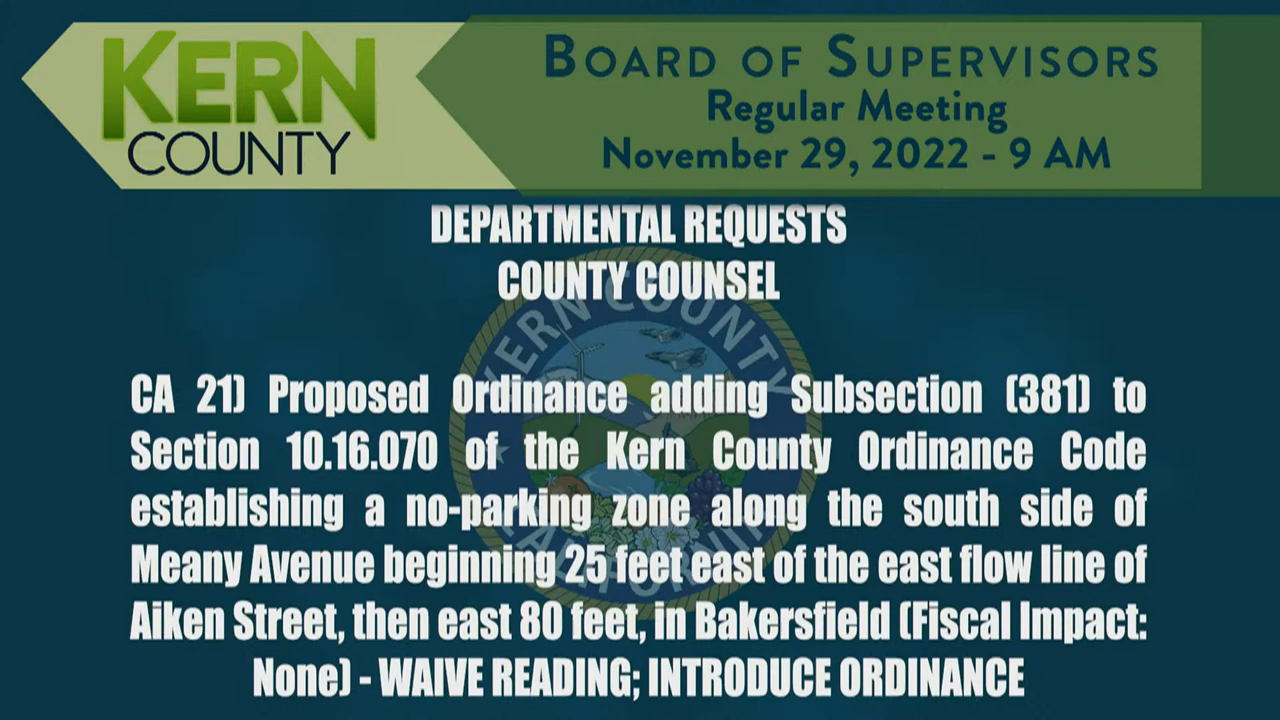 KERN
COUNTY
BOARD OF SUPERVISORS
Regular Meeting
November 29, 2022 - 9 AM
DEPARTMENTAL REQUESTS
COUNTY COUNSEL
KERN COUNTY
CALIFORNIA
CA 21) Proposed Ordinance adding Subsection (381) to
Section 10.16.070 of the Kern County Ordinance Code
establishing a no-parking zone along the south side of
Meany Avenue beginning 25 feet east of the east flow line of
Aiken Street, then east 80 feet, in Bakersfield (Fiscal Impact:
None) - WAIVE READING; INTRODUCE ORDINANCE